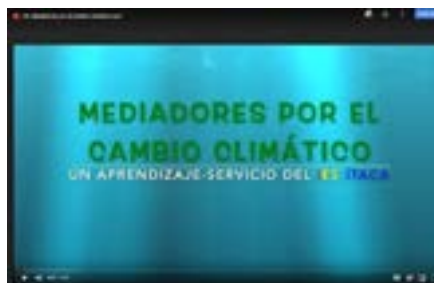 MEDIADORES POR EL
CAMBIO CLIMÁTICO
UN APRENDIZAJE-SERVICIO DEL IES ITACA